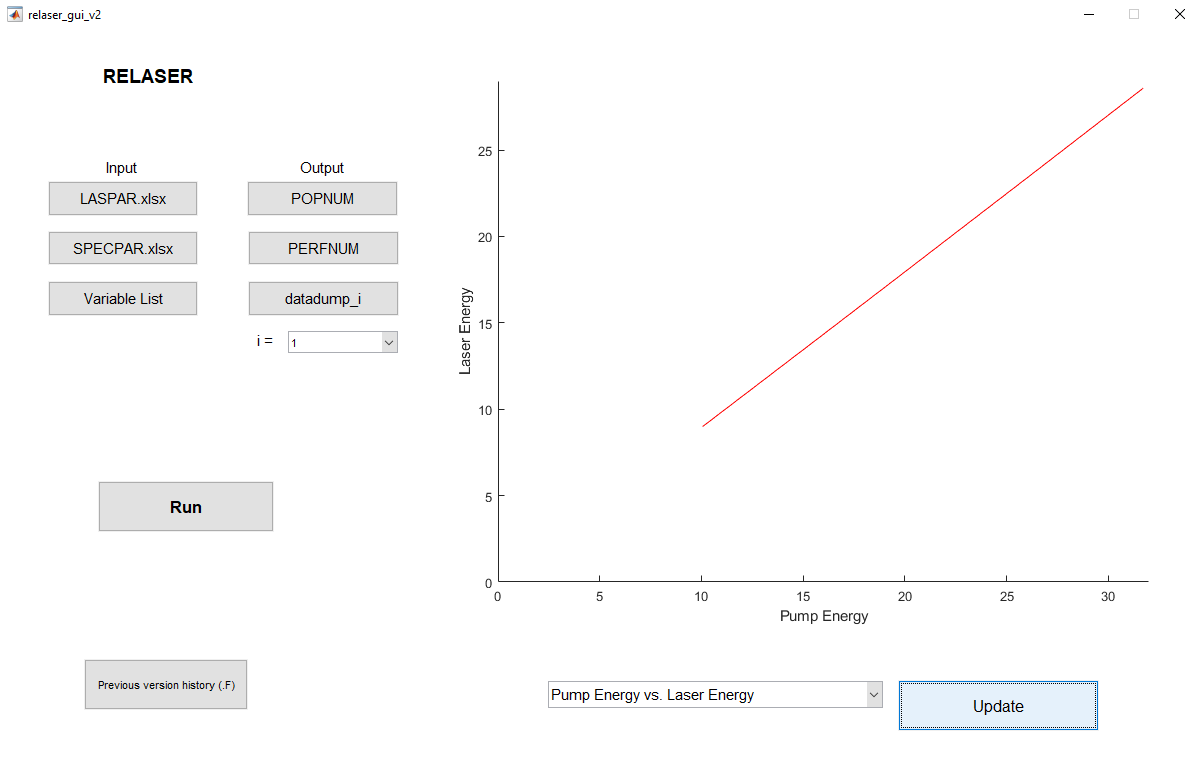 relaser_gui_v2
RELASER
Input
Output
LASPAR.xlsx
POPNUM
SPECPAR.xlsx
PERFNUM
Variable List
datadump_i
i =
1
Run
Previous version history (.F)
25
20
15
10
5
0
Laser Energy
0 5 10 15 20 25 30
Pump Energy
Pump Energy vs. Laser Energy
Update